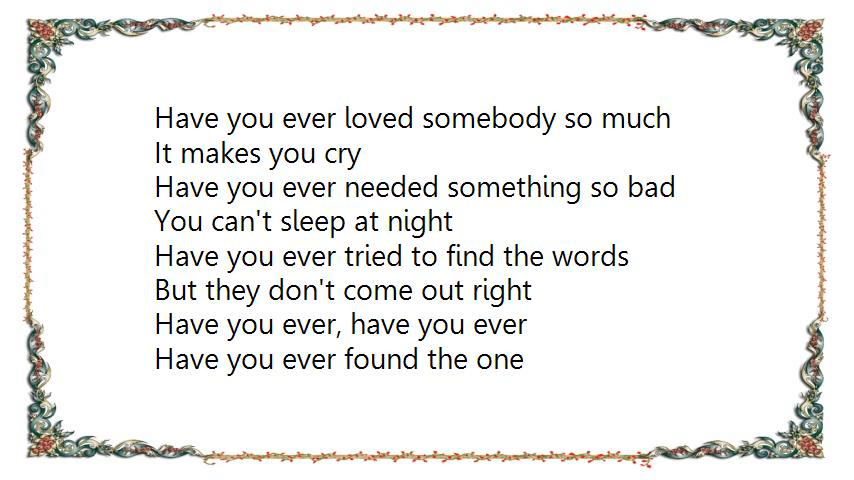 Have you ever loved somebody so much
It makes you cry
Have you ever needed something so bad
You can't sleep at night
Have you ever tried to find the words
But they don't come out right
Have you ever, have you ever
Have you ever found the one